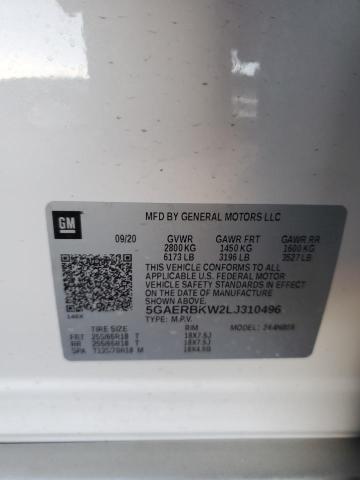 GM
MFD BY GENERAL MOTORS LLC
09/20 GVWR GAWR FRT GAWR RR
2800 KG 1450 KG 1600 KG
6173 LB 3196 LB 3527 LB
THIS VEHICLE CONFORMS TO ALL
APPLICABLE U.S. FEDERAL MOTOR
VEHICLE SAFETY STANDARDS IN EFFECT
ON THE DATE OF MANUFACTURE SHOWN ABOVE.
5GAERBKW2LJ310496
TYPE: M.P.V. MODEL:
TIRE SIZE RIM
FRT 255/65R18 T 18X7.5J
RR 255/65R18 T 18X7.5J
SPA T135/70R18 M 18X4.5B